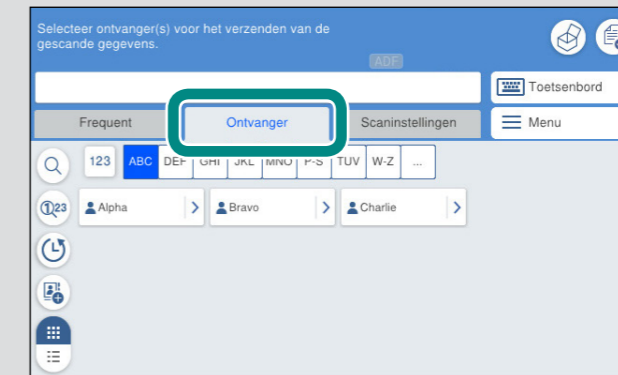 Selecteer ontvanger(s) voor het verzenden van de
gescande gegevens.
ADF
Toetsenbord
Frequent
Ontvanger
Scaninstellingen
Menu
123
ABC
DEF
GHI
JKL
MNO
P-S
TUV
W-Z
...
123
Alpha
Bravo
Charlie